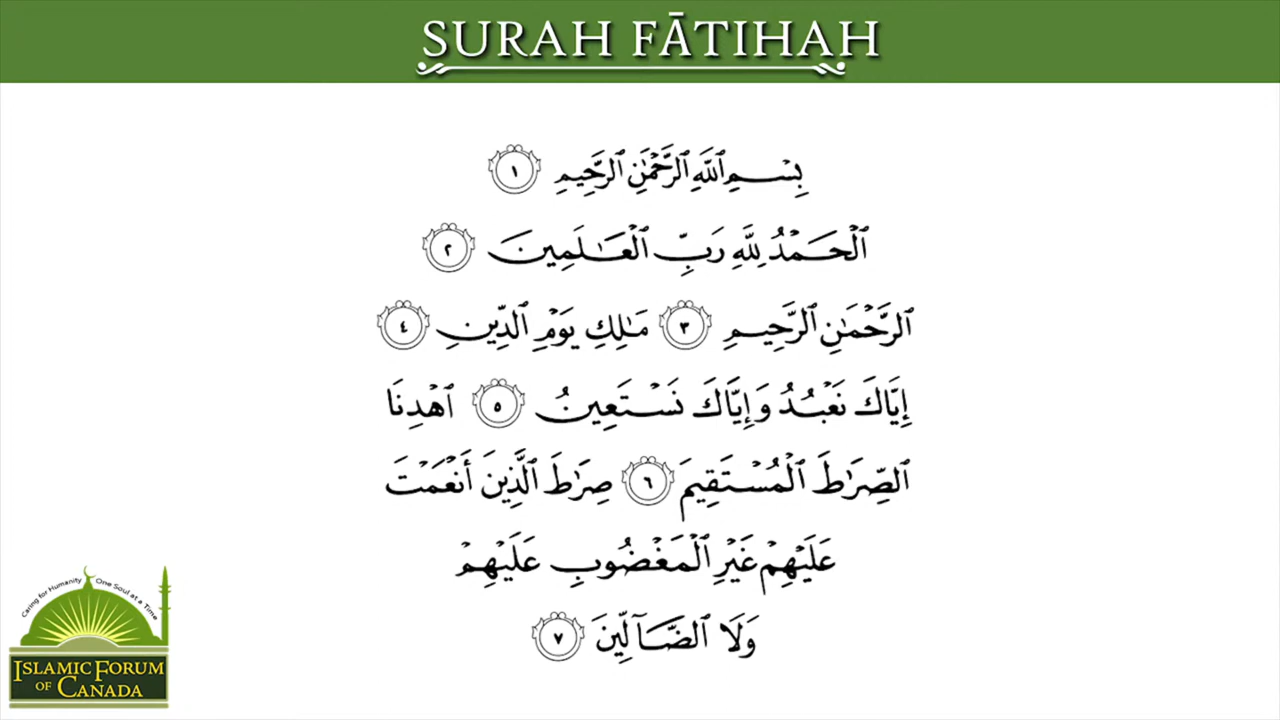 SURAH FĀTIHAH
بِسْمِ ٱللَّهِ ٱلرَّحْمَٰنِ ٱلرَّحِيمِ ١
ٱلْحَمْدُ لِلَّهِ رَبِّ ٱلْعَـٰلَمِينَ ٢
ٱلرَّحْمَٰنِ ٱلرَّحِيمِ ٣ مَـٰلِكِ يَوْمِ ٱلدِّينِ ٤
إِيَّاكَ نَعْبُدُ وَإِيَّاكَ نَسْتَعِينُ ٥ ٱهْدِنَا
ٱلصِّرَٰطَ ٱلْمُسْتَقِيمَ ٦ صِرَٰطَ ٱلَّذِينَ أَنْعَمْتَ
عَلَيْهِمْ غَيْرِ ٱلْمَغْضُوبِ عَلَيْهِمْ
وَلَا ٱلضَّآلِّينَ ٧
Caring for Humanity One Soul at a Time
ISLAMIC FORUM
OF CANADA